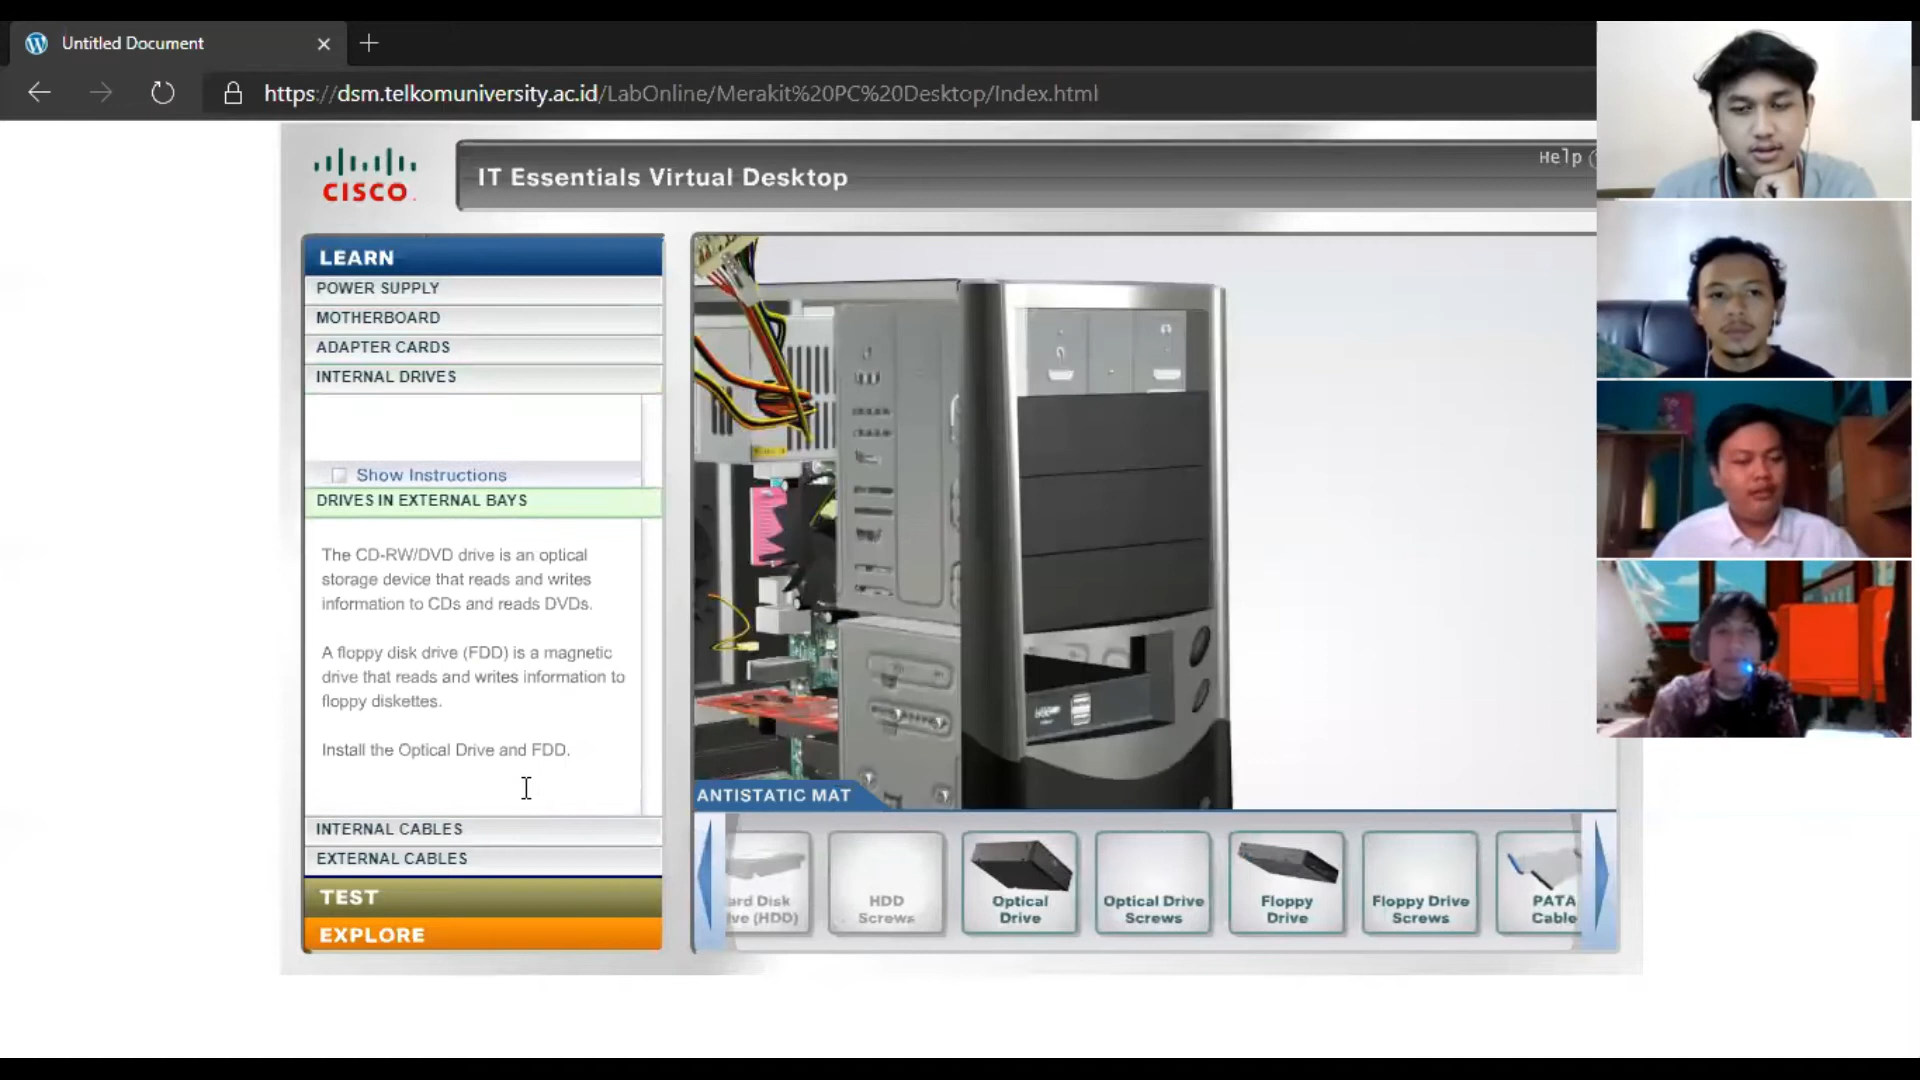 Untitled Document
https://dsm.telkomuniversity.ac.id/LabOnline/Merakit%20PC%20Desktop/Index.html
CISCO
IT Essentials Virtual Desktop
Help
LEARN
POWER SUPPLY
MOTHERBOARD
ADAPTER CARDS
INTERNAL DRIVES
Show Instructions
DRIVES IN EXTERNAL BAYS
The CD-RW/DVD drive is an optical
storage device that reads and writes
information to CDs and reads DVDs.
A floppy disk drive (FDD) is a magnetic
drive that reads and writes information to
floppy diskettes.
Install the Optical Drive and FDD.
INTERNAL CABLES
EXTERNAL CABLES
TEST
EXPLORE
ANTISTATIC MAT
ard Disk
ve (HDD)
HDD
Screws
Optical
Drive
Optical Drive
Screws
Floppy
Drive
Floppy Drive
Screws
PATA
Cable